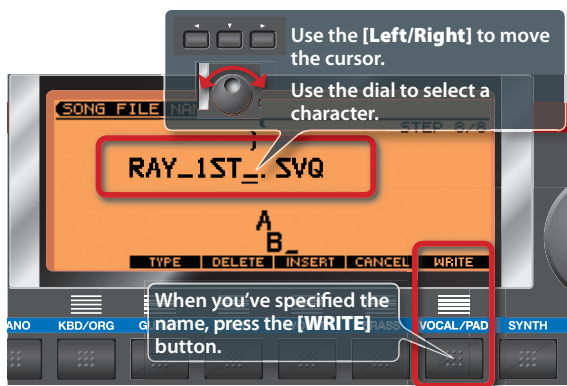 Use the [Left/Right] to move
the cursor.
Use the dial to select a
character.
SONG FILE NAM
STEP 8/8
RAY_1ST_.SVQ
A
B_
TYPE DELETE INSERT CANCEL WRITE
When you've specified the
name, press the [WRITE]
button.
ANO KBD/ORG VOCAL/PAD SYNTH